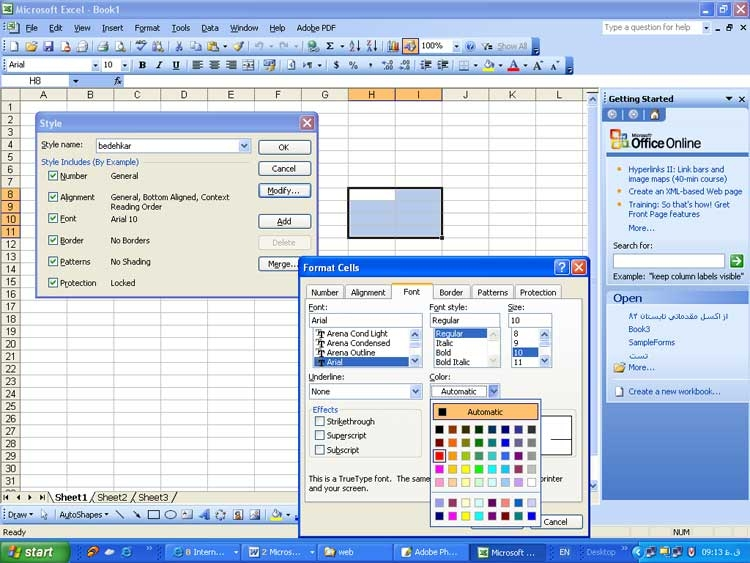 Microsoft Excel - Book1
File Edit View Insert Format Tools Data Window Help Adobe PDF
Type a question for help
100%
Show All
Arial 10 B I U
H8 fx
A B C D E F G H I J K L
1
2
3
4
5
6
7
8
9
10
11
12
13
14
15
16
17
18
19
20
21
22
23
24
25
26
27
28
29
30
31
Style
Style name: bedehkar
OK
Cancel
Style Includes (By Example)
Number General
Modify...
Alignment General, Bottom Aligned, Context
Reading Order
Font Arial 10
Add
Border No Borders
Delete
Patterns No Shading
Merge...
Protection Locked
Format Cells
Number Alignment Font Border Patterns Protection
Font: Font style: Size:
Arial Regular 10
Arena Cond Light Regular 8
Arena Condensed Italic 9
Arena Outline Bold 10
Arial Bold Italic 11
Underline: Color:
None Automatic
Automatic
Effects
Strikethrough
Superscript
Subscript
This is a TrueType font. The same
printer
and your screen.
Cancel
Getting Started
Microsoft
Office Online
Hyperlinks II: Link bars and
image maps (40-min course)
Create an XML-based Web page
Training: So that's how! Gret
Front Page features
More...
Search for:
Example: "keep column labels visible"
Open
از اکسل مقدماتی تابستان ۸۲
Book3
SampleForms
تست
More...
Create a new workbook...
Sheet1 Sheet2 Sheet3
Draw AutoShapes
Ready NUM
start
8 Intern...
2 Micros...
web
Adobe Ph...
Microsoft ...
EN
Desktop
09:13 ق.ظ